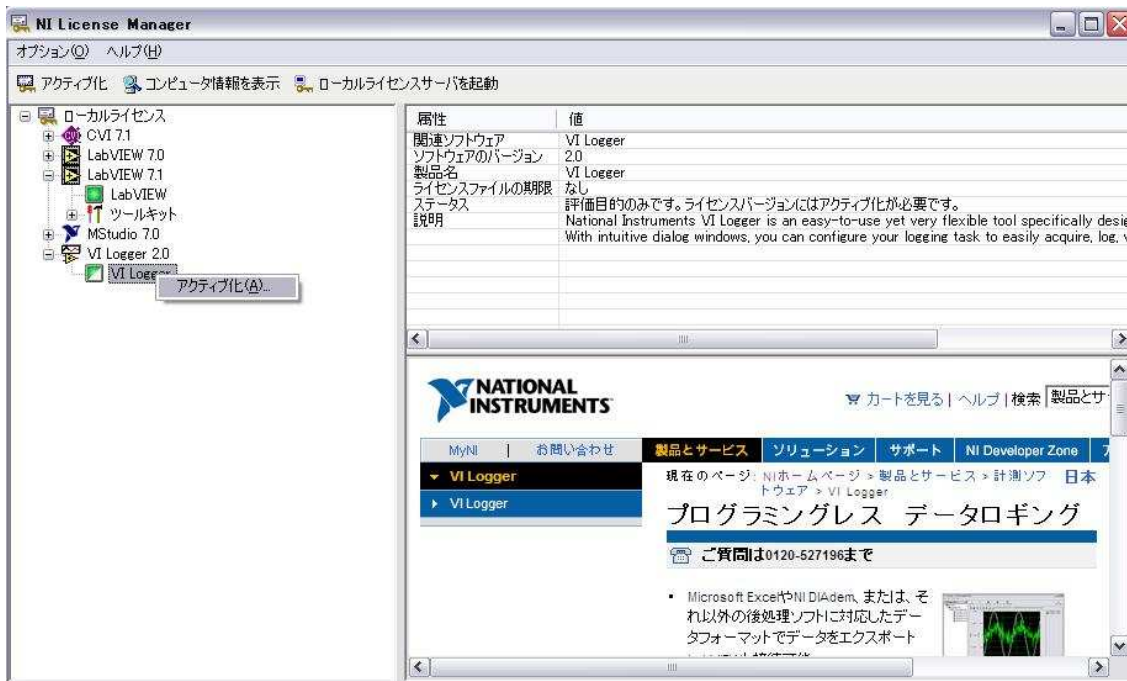 NI License Manager
オプション(O) ヘルプ(H)
アクティブ化 コンピュータ情報を表示 ローカルライセンスサーバを起動
ローカルライセンス
CVI 7.1
LabVIEW 7.0
LabVIEW 7.1
LabVIEW
ツールキット
MStudio 7.0
VI Logger 2.0
VI Logger
アクティブ化(A)...
属性 値
関連ソフトウェア VI Logger
ソフトウェアのバージョン 2.0
製品名 VI Logger
ライセンスファイルの期限 なし
ステータス 評価目的のみです。ライセンスバージョンにはアクティブ化が必要です。
説明 National Instruments VI Logger is an easy-to-use yet very flexible tool specifically
With intuitive dialog windows, you can configure your logging task to easily acquire, log,
NATIONAL
INSTRUMENTS
カートを見る | ヘルプ | 検索 製品とサ
MyNI | お問い合わせ 製品とサービス ソリューション サポート NI Developer Zone
VI Logger
VI Logger
現在のページ: NIホームページ > 製品とサービス > 計測ソフ 日本
トウェア > VI Logger
プログラミングレス データロギング
ご質問は0120-527196まで
• Microsoft ExcelやNI DIAdem、または、そ
れ以外の後処理ソフトに対応したデー
タフォーマットでデータをエクスポート